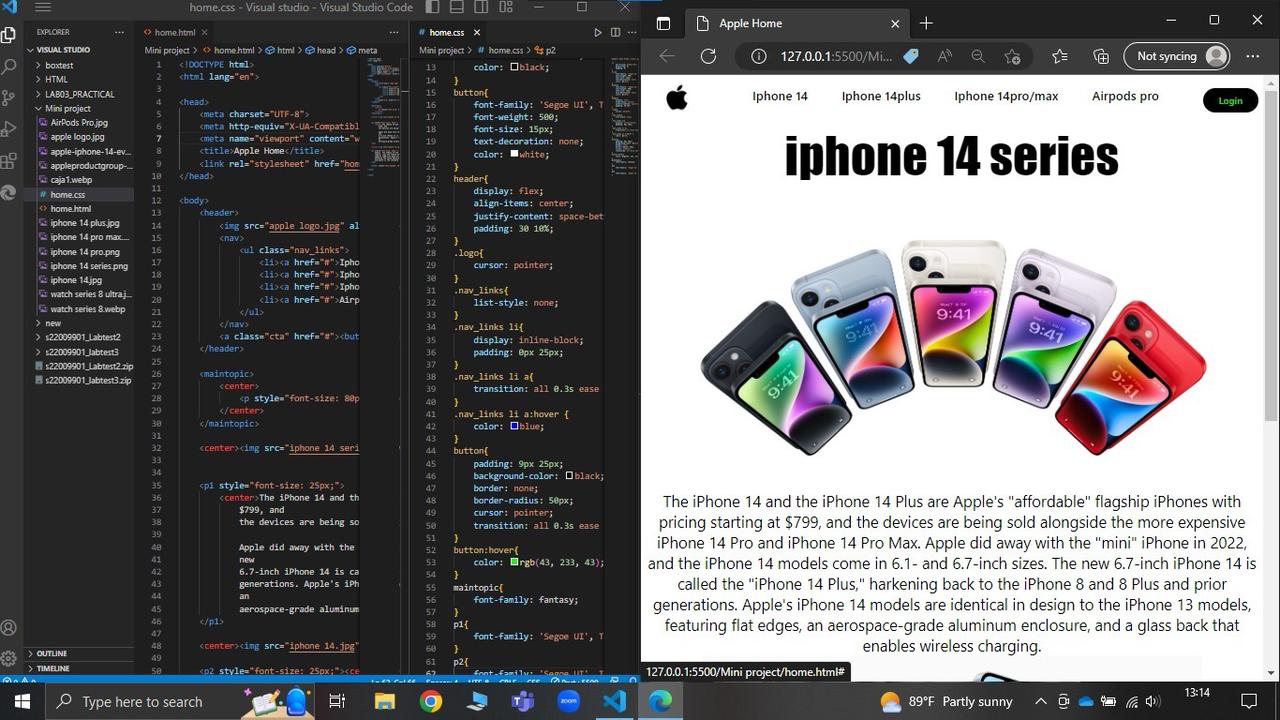 home.css - Visual studio - Visual Studio Code
EXPLORER
VISUAL STUDIO
boxtest
HTML
LAB03_PRACTICAL
Mini project
AirPods Pro.jpg
apple logo.jpg
apple-iphone-14-ev...
appleproductgroup-...
caja1.webp
home.css
home.html
iphone 14 plus.jpg
iphone 14 pro max....
iphone 14 pro.png
iphone 14 series.png
iphone 14.jpg
watch series 8 ultra.j...
watch series 8.webp
new
s22009901_Labtest2
s22009901_labtest3
s22009901_Labtest2.zip
s22009901_labtest3.zip
OUTLINE
TIMELINE
home.html
Mini project > home.html > html > head > meta
1 <!DOCTYPE html>
2 <html lang="en">
3
4 <head>
5 <meta charset="UTF-8">
6 <meta http-equiv="X-UA-Compatibl
7 <meta name="viewport" content="w
8 <title>Apple Home</title>
9 <link rel="stylesheet" href="hom
10 </head>
11
12 <body>
13 <header>
14 <img src="apple logo.jpg" al
15 <nav>
16 <ul class="nav_links">
17 <li><a href="#">Ipho
18 <li><a href="#">Ipho
19 <li><a href="#">Ipho
20 <li><a href="#">Airp
21 </ul>
22 </nav>
23 <a class="cta" href="#"><but
24 </header>
25
26 <maintopic>
27 <center>
28 <p style="font-size: 80p
29 </center>
30 </maintopic>
31
32 <center><img src="iphone 14 seri
33
34
35 <p1 style="font-size: 25px;">
36 <center>The iPhone 14 and th
37 $799, and
38 the devices are being so
39
40 Apple did away with the
41 new
42 6.7-inch iPhone 14 is ca
43 generations. Apple's iPh
44 an
45 aerospace-grade aluminum
46 </p1>
47
48 <center><img src="iphone 14.jpg"
49
50 <p2 style="font-size: 25px;"><ce
home.css
Mini project > home.css > p2
13 color: black;
14 }
15 button{
16 font-family: 'Segoe UI', T
17 font-weight: 500;
18 font-size: 15px;
19 text-decoration: none;
20 color: white;
21 }
22 header{
23 display: flex;
24 align-items: center;
25 justify-content: space-bet
26 padding: 30 10%;
27 }
28 .logo{
29 cursor: pointer;
30 }
31 .nav_links{
32 list-style: none;
33 }
34 .nav_links li{
35 display: inline-block;
36 padding: 0px 25px;
37 }
38 .nav_links li a{
39 transition: all 0.3s ease
40 }
41 .nav_links li a:hover {
42 color: blue;
43 }
44 button{
45 padding: 9px 25px;
46 background-color: black;
47 border: none;
48 border-radius: 50px;
49 cursor: pointer;
50 transition: all 0.3s ease
51 }
52 button:hover{
53 color: rgb(43, 233, 43);
54 }
55 maintopic{
56 font-family: fantasy;
57 }
58 p1{
59 font-family: 'Segoe UI', T
60 }
61 p2{
62 font-family: 'Segoe UI', T
Apple Home
127.0.0.1:5500/Mi...
Not syncing
Iphone 14 Iphone 14plus Iphone 14pro/max Airpods pro Login
iphone 14 series
9:41 9:41 9:41 9:41 9:41
The iPhone 14 and the iPhone 14 Plus are Apple's "affordable" flagship iPhones with
pricing starting at $799, and the devices are being sold alongside the more expensive
iPhone 14 Pro and iPhone 14 Pro Max. Apple did away with the "mini" iPhone in 2022,
and the iPhone 14 models come in 6.1- and 6.7-inch sizes. The new 6.7-inch iPhone 14 is
called the "iPhone 14 Plus," harkening back to the iPhone 8 and 8 Plus and prior
generations. Apple's iPhone 14 models are identical in design to the iPhone 13 models,
featuring flat edges, an aerospace-grade aluminum enclosure, and a glass back that
enables wireless charging.
127.0.0.1:5500/Mini project/home.html#
Type here to search
zoom
89°F Partly sunny
13:14